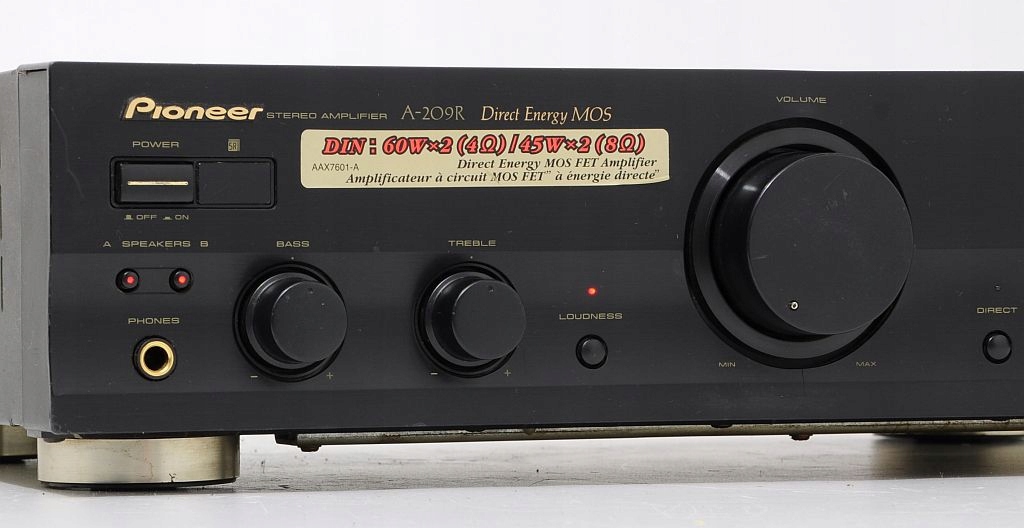 Pioneer STEREO AMPLIFIER A-209R Direct Energy MOS
VOLUME
DIN : 60W×2 (4Ω) / 45W×2 (8Ω)
Direct Energy MOS FET Amplifier
AAX7601-A
Amplificateur à circuit MOS FET" à énergie directe"
POWER
SR
OFF ON
A SPEAKERS B
BASS
TREBLE
LOUDNESS
DIRECT
PHONES
− +
− +
MIN MAX